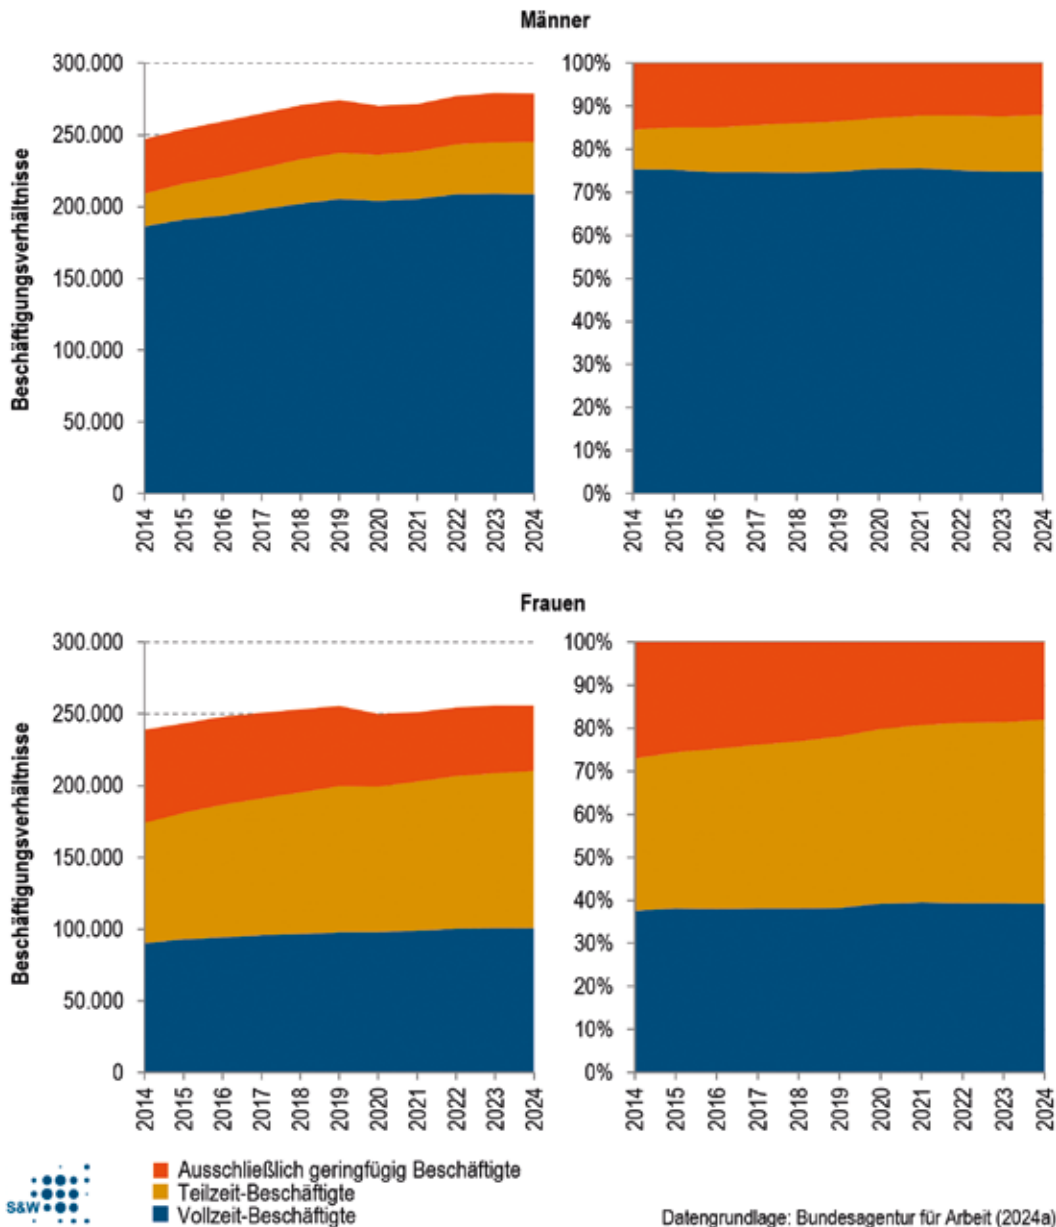 Männer
Beschäftigungsverhältnisse
300.000
250.000
200.000
150.000
100.000
50.000
0
2014 2015 2016 2017 2018 2019 2020 2021 2022 2023 2024
100%
90%
80%
70%
60%
50%
40%
30%
20%
10%
0%
2014 2015 2016 2017 2018 2019 2020 2021 2022 2023 2024
Frauen
Beschäftigungsverhältnisse
300.000
250.000
200.000
150.000
100.000
50.000
0
2014 2015 2016 2017 2018 2019 2020 2021 2022 2023 2024
100%
90%
80%
70%
60%
50%
40%
30%
20%
10%
0%
2014 2015 2016 2017 2018 2019 2020 2021 2022 2023 2024
S&W
Ausschließlich geringfügig Beschäftigte
Teilzeit-Beschäftigte
Vollzeit-Beschäftigte
Datengrundlage: Bundesagentur für Arbeit (2024a)